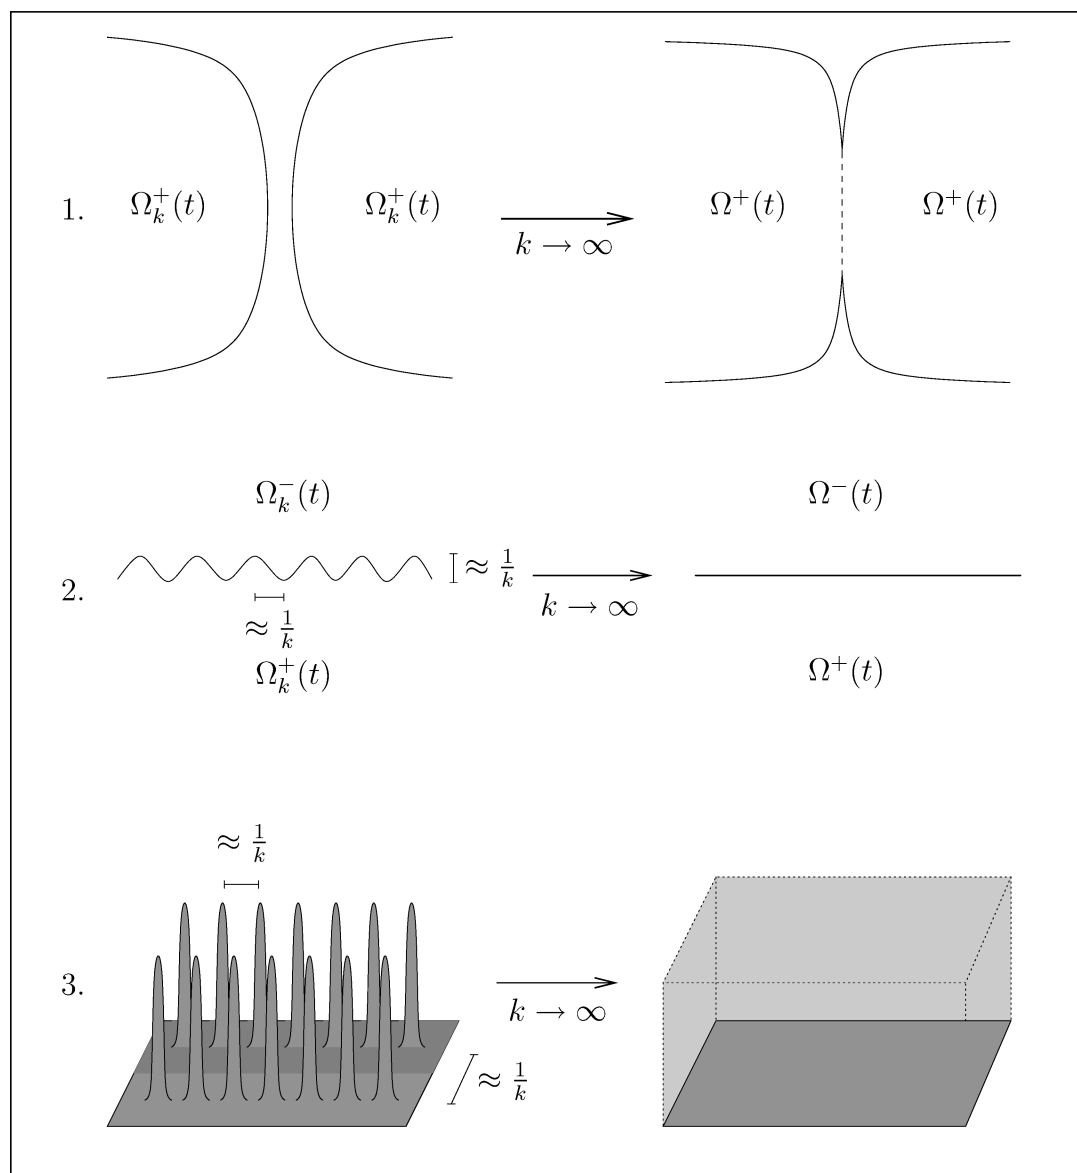 1. Ω_k^+(t) Ω_k^+(t) k → ∞ Ω^+(t) Ω^+(t)
Ω_k^-(t) Ω^-(t)
2. ≈ 1/k ≈ 1/k k → ∞
Ω_k^+(t) Ω^+(t)
≈ 1/k
3. k → ∞
≈ 1/k